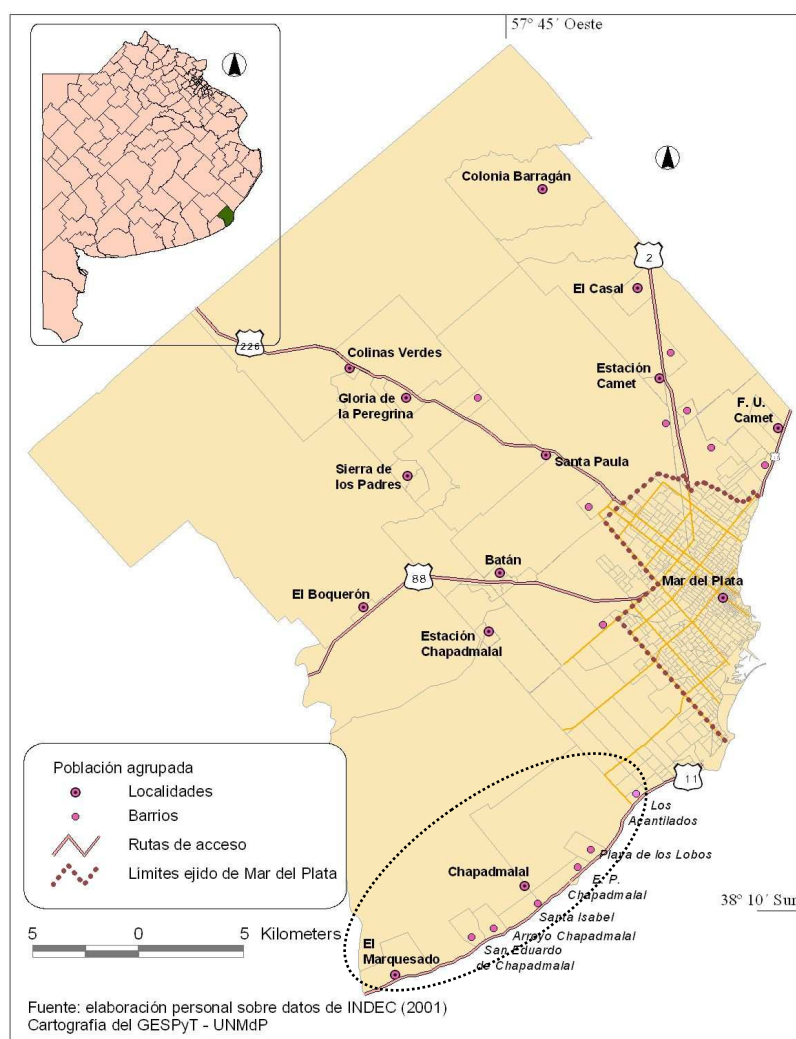 57° 45´ Oeste
Colonia Barragán
2
El Casal
226
Colinas Verdes
Estación
Camet
Gloria de
la Peregrina
F. U.
Camet
Santa Paula
Sierra de
los Padres
Batán
88
Mar del Plata
El Boquerón
Estación
Chapadmalal
Población agrupada
Localidades
Barrios
Rutas de acceso
Límites ejido de Mar del Plata
11
Los
Acantilados
Playa de los Lobos
E. P.
Chapadmalal
Chapadmalal
38° 10´ Sur
Santa Isabel
Arroyo Chapadmalal
San Eduardo
de Chapadmalal
El
Marquesado
5 0 5 Kilometers
Fuente: elaboración personal sobre datos de INDEC (2001)
Cartografía del GESPyT - UNMdP